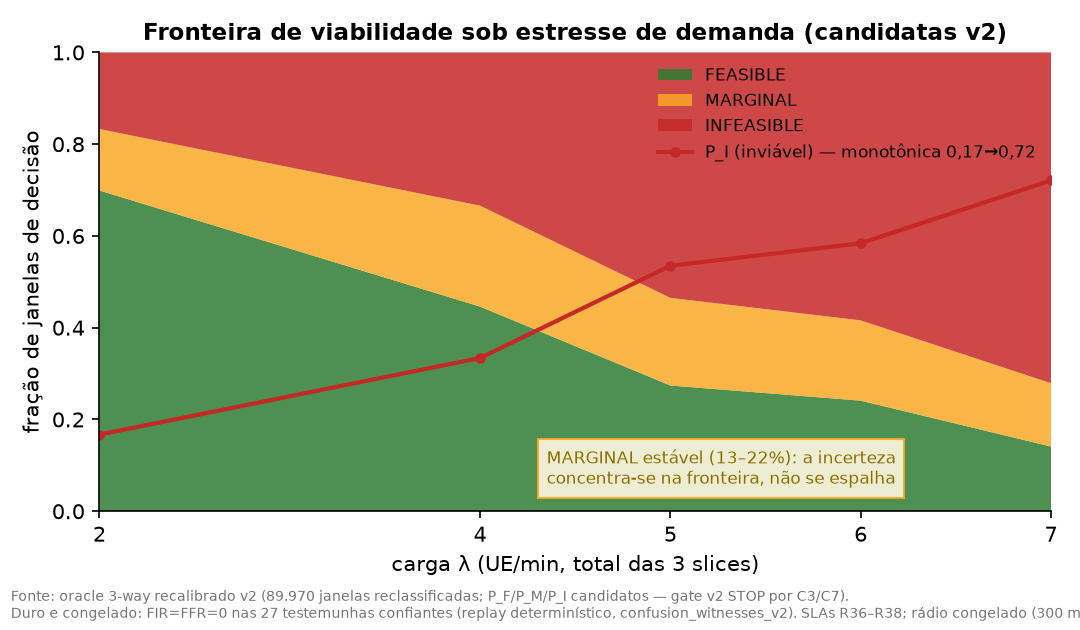 Fronteira de viabilidade sob estresse de demanda (candidatas v2)
1.0
0.8
0.6
0.4
0.2
0.0
fração de janelas de decisão
FEASIBLE
MARGINAL
INFEASIBLE
P_I (inviável) — monotônica 0,17→0,72
MARGINAL estável (13–22%): a incerteza
concentra-se na fronteira, não se espalha
2 4 5 6 7
carga λ (UE/min, total das 3 slices)
Fonte: oracle 3-way recalibrado v2 (89.970 janelas reclassificadas; P_F/P_M/P_I candidatos — gate v2 STOP por C3/C7).
Duro e congelado: FIR=FFR=0 nas 27 testemunhas confiantes (replay determinístico, confusion_witnesses_v2). SLAs R36–R38; rádio congelado (300 m